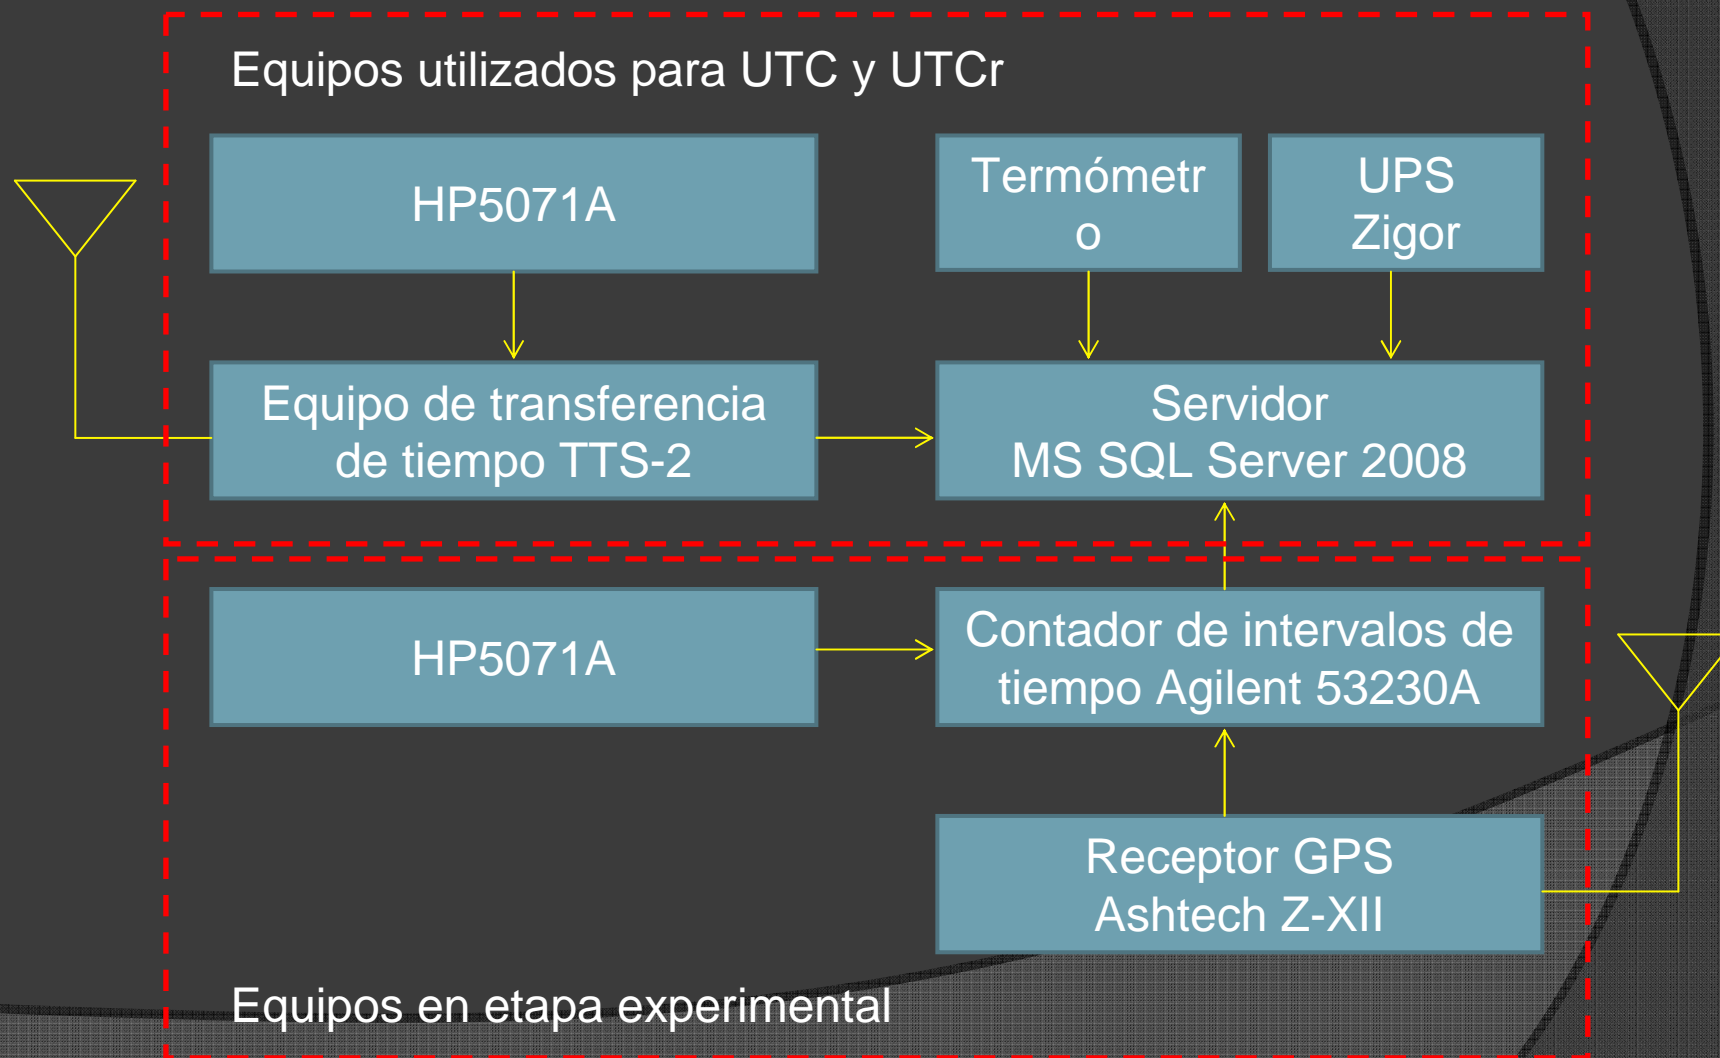 Equipos utilizados para UTC y UTCr
HP5071A
Termómetr
o
UPS
Zigor
Equipo de transferencia
de tiempo TTS-2
Servidor
MS SQL Server 2008
HP5071A
Contador de intervalos de
tiempo Agilent 53230A
Receptor GPS
Ashtech Z-XII
Equipos en etapa experimental